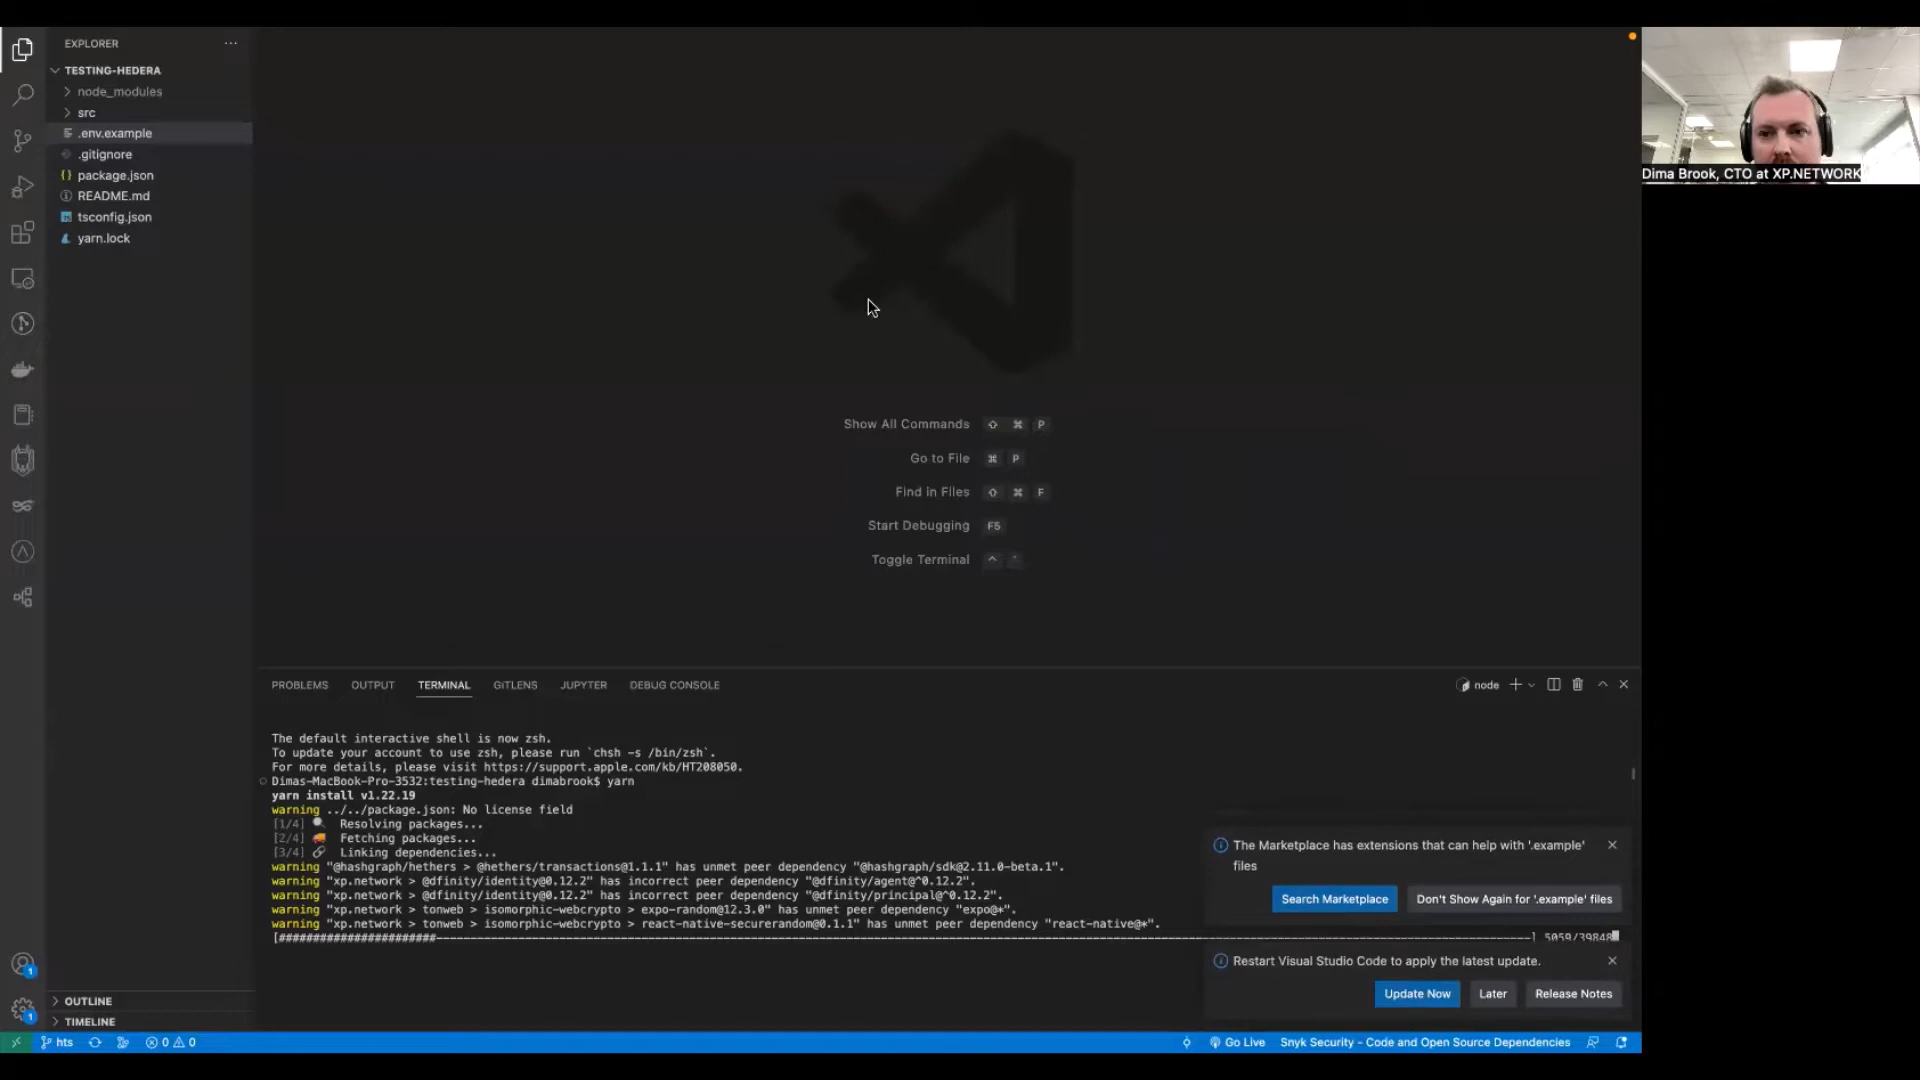 EXPLORER
TESTING-HEDERA
node_modules
src
.env.example
.gitignore
package.json
README.md
tsconfig.json
yarn.lock
Dima Brook, CTO at XP.NETWORK
Show All Commands ⇧ ⌘ P
Go to File ⌘ P
Find in Files ⇧ ⌘ F
Start Debugging F5
Toggle Terminal ^ `
PROBLEMS OUTPUT TERMINAL GITLENS JUPYTER DEBUG CONSOLE
node
The default interactive shell is now zsh.
To update your account to use zsh, please run `chsh -s /bin/zsh`.
For more details, please visit https://support.apple.com/kb/HT208050.
Dimas-MacBook-Pro-3532:testing-hedera dimabrook$ yarn
yarn install v1.22.19
warning ../../package.json: No license field
[1/4] 🔍 Resolving packages...
[2/4] 🚚 Fetching packages...
[3/4] 🔗 Linking dependencies...
warning "@hashgraph/hethers > @hethers/transactions@1.1.1" has unmet peer dependency "@hashgraph/sdk@2.11.0-beta.1".
warning "xp.network > @dfinity/identity@0.12.2" has incorrect peer dependency "@dfinity/agent@^0.12.2".
warning "xp.network > @dfinity/identity@0.12.2" has incorrect peer dependency "@dfinity/principal@^0.12.2".
warning "xp.network > tonweb > isomorphic-webcrypto > expo-random@12.3.0" has unmet peer dependency "expo@*".
warning "xp.network > tonweb > isomorphic-webcrypto > react-native-securerandom@0.1.1" has unmet peer dependency "react-native@*".
5059/39848
The Marketplace has extensions that can help with '.example' files
Search Marketplace
Don't Show Again for '.example' files
Restart Visual Studio Code to apply the latest update.
Update Now
Later
Release Notes
1
1
OUTLINE
TIMELINE
hts
0 0
Go Live
Snyk Security - Code and Open Source Dependencies